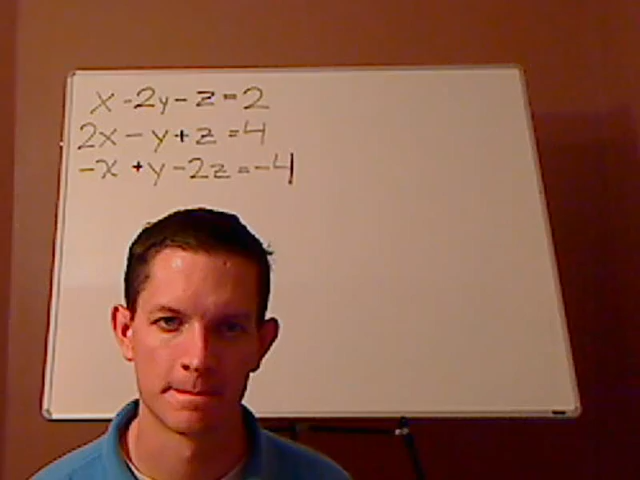 x - 2y - z = 2
2x - y + z = 4
-x + y - 2z = -4